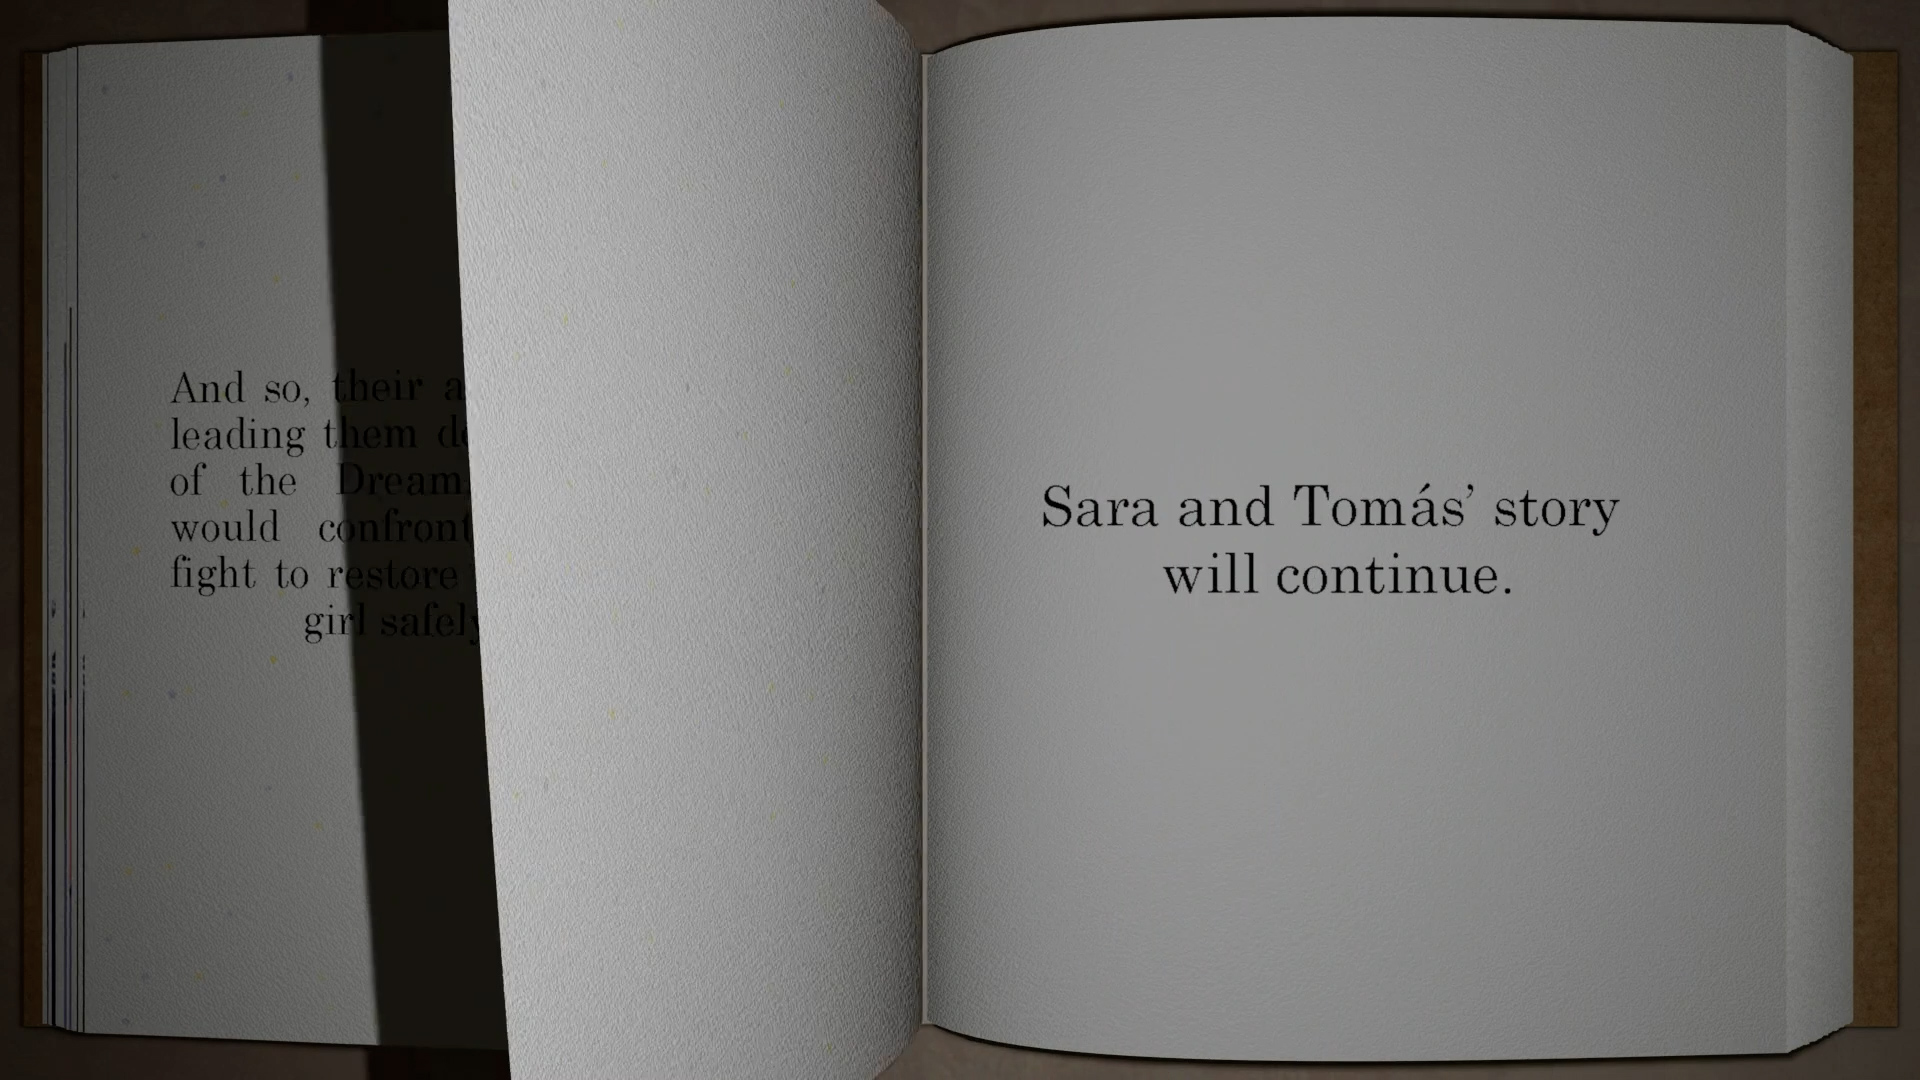 And so, their
leading them
of the
would confront
fight to restore
girl safely
Sara and Tomás’ story
will continue.